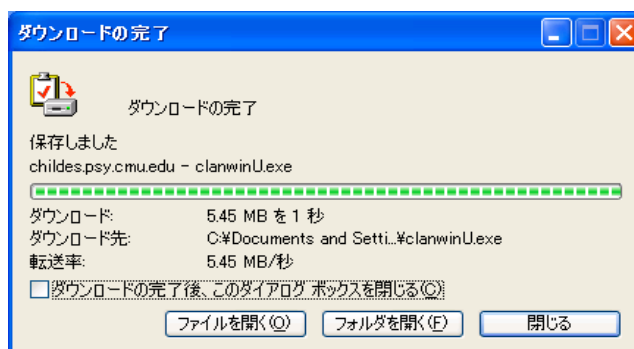 ダウンロードの完了
ダウンロードの完了
保存しました
childes.psy.cmu.edu - clanwinU.exe
ダウンロード: 5.45 MB を 1 秒
ダウンロード先: C:¥Documents and Setti...¥clanwinU.exe
転送率: 5.45 MB/秒
ダウンロードの完了後、このダイアログ ボックスを閉じる(C)
ファイルを開く(O) フォルダを開く(F) 閉じる